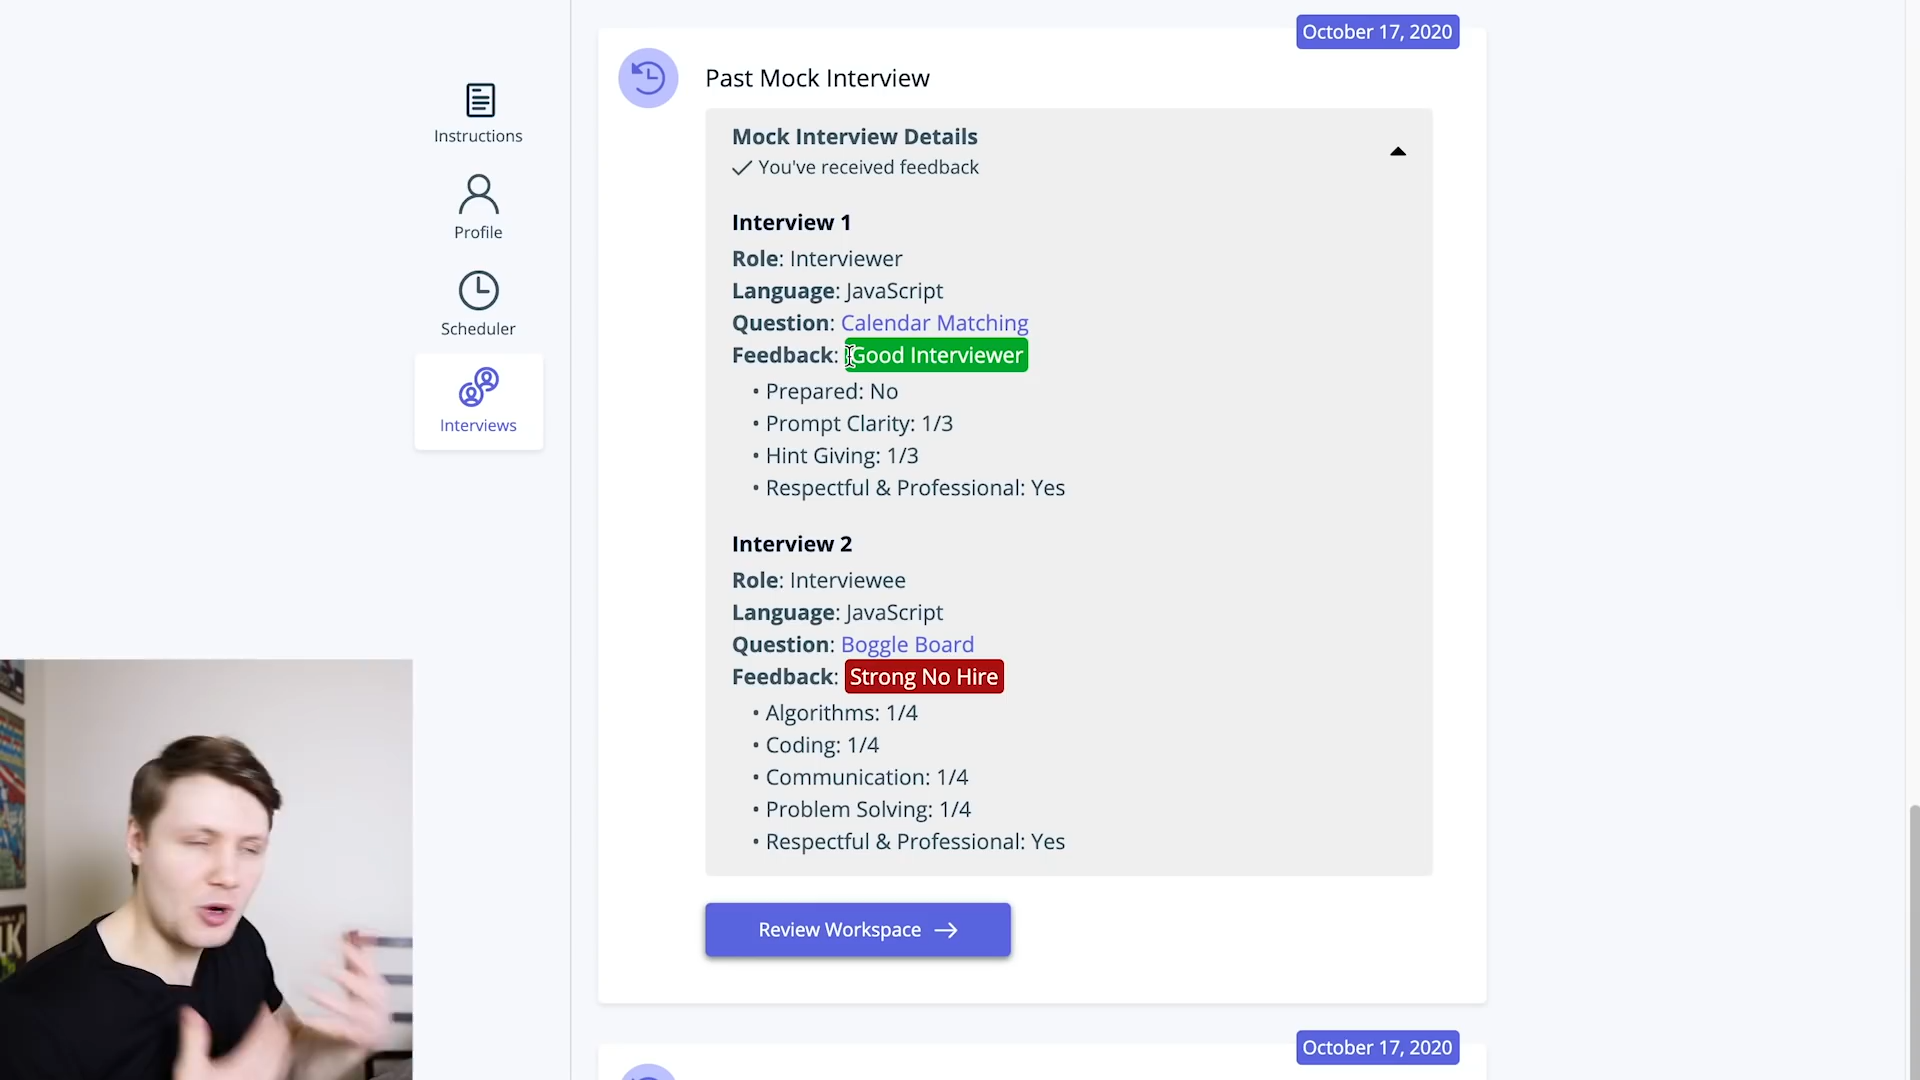 October 17, 2020
Past Mock Interview
Mock Interview Details
You've received feedback
Interview 1
Role: Interviewer
Language: JavaScript
Question: Calendar Matching
Feedback: Good Interviewer
• Prepared: No
• Prompt Clarity: 1/3
• Hint Giving: 1/3
• Respectful & Professional: Yes
Interview 2
Role: Interviewee
Language: JavaScript
Question: Boggle Board
Feedback: Strong No Hire
• Algorithms: 1/4
• Coding: 1/4
• Communication: 1/4
• Problem Solving: 1/4
• Respectful & Professional: Yes
Review Workspace →
October 17, 2020
Instructions
Profile
Scheduler
Interviews